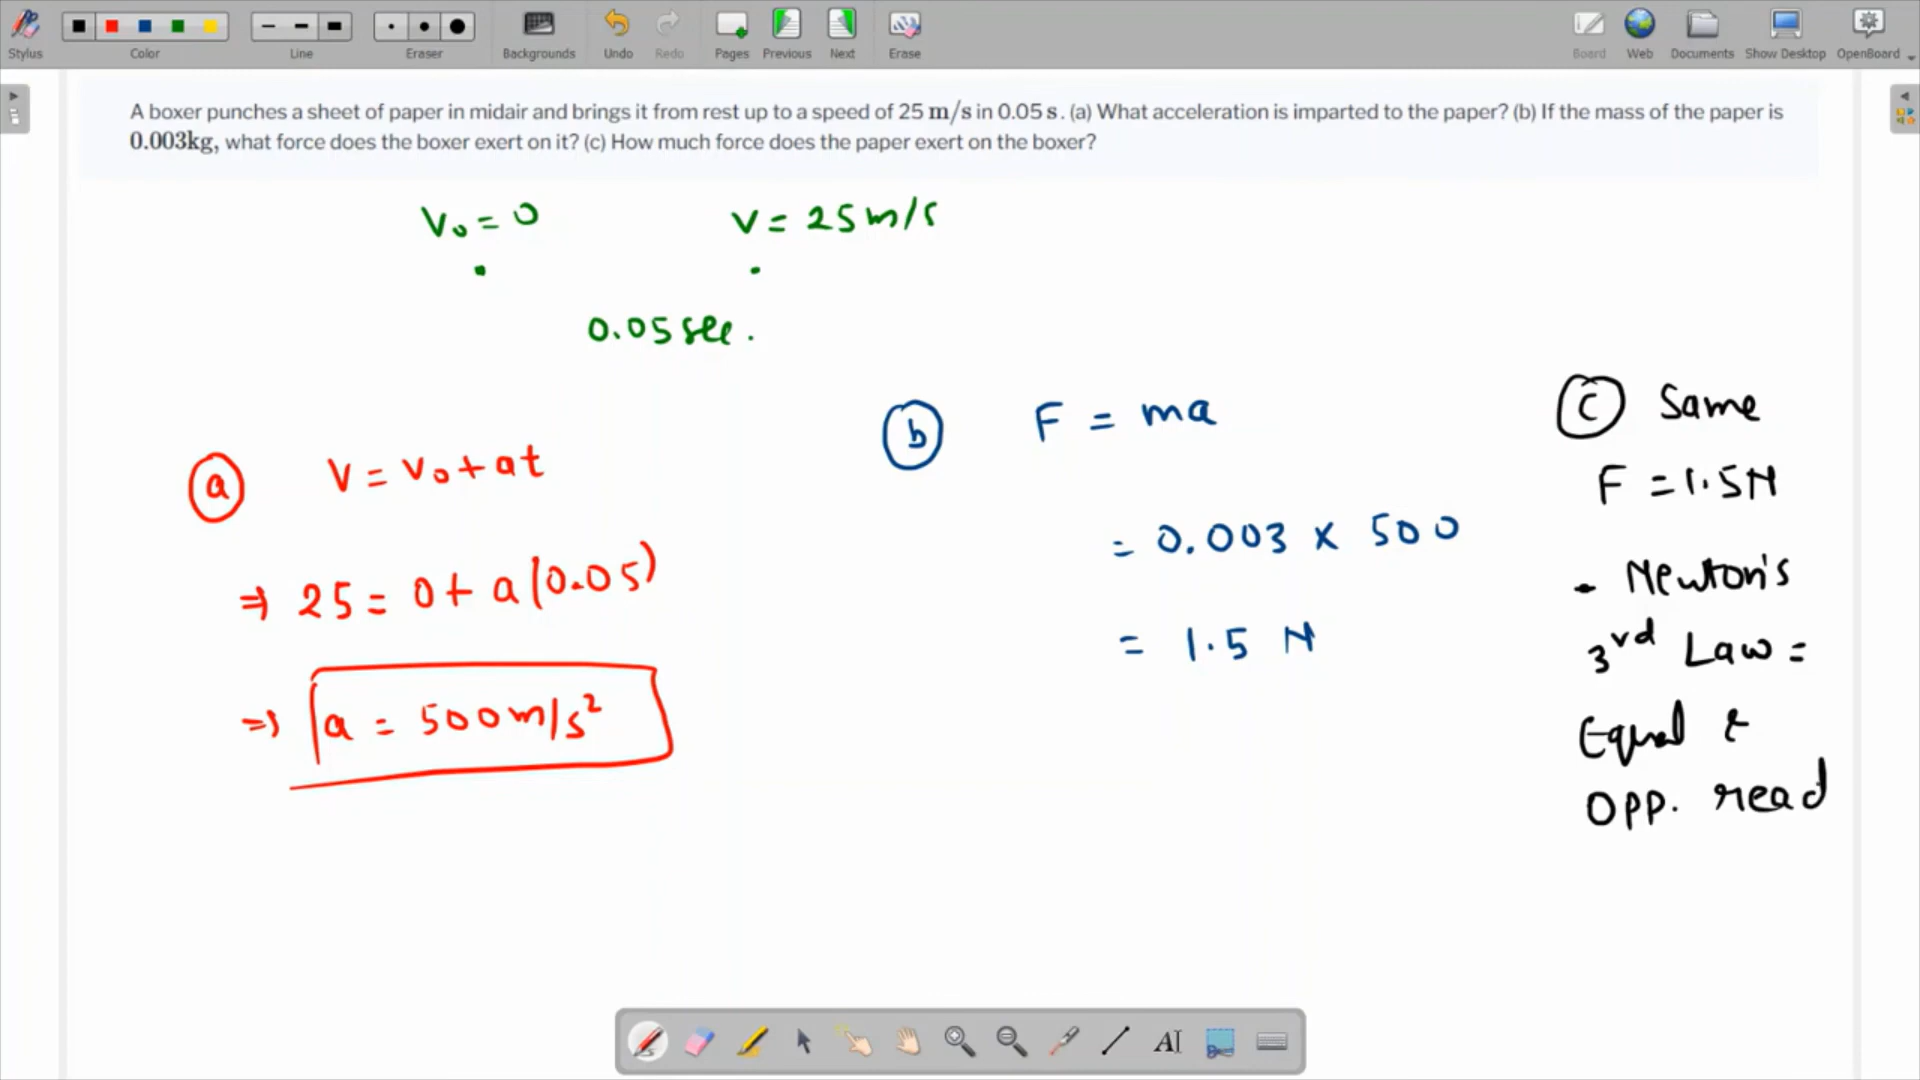 Stylus
Color
Line
Eraser
Backgrounds
Undo
Redo
Pages
Previous
Next
Erase
Board
Web
Documents
Show Desktop
OpenBoard
A boxer punches a sheet of paper in midair and brings it from rest up to a speed of 25 m/s in 0.05 s. (a) What acceleration is imparted to the paper? (b) If the mass of the paper is
0.003kg, what force does the boxer exert on it? (c) How much force does the paper exert on the boxer?
V₀ = 0
V = 25 m/s
0.05 sec.
a
V = V₀ + at
⇒ 25 = 0 + a(0.05)
⇒ a = 500 m/s²
b
F = ma
= 0.003 × 500
= 1.5 N
C Same
F = 1.5N
- Newton's
3rd Law =
Equal &
Opp. read
AI